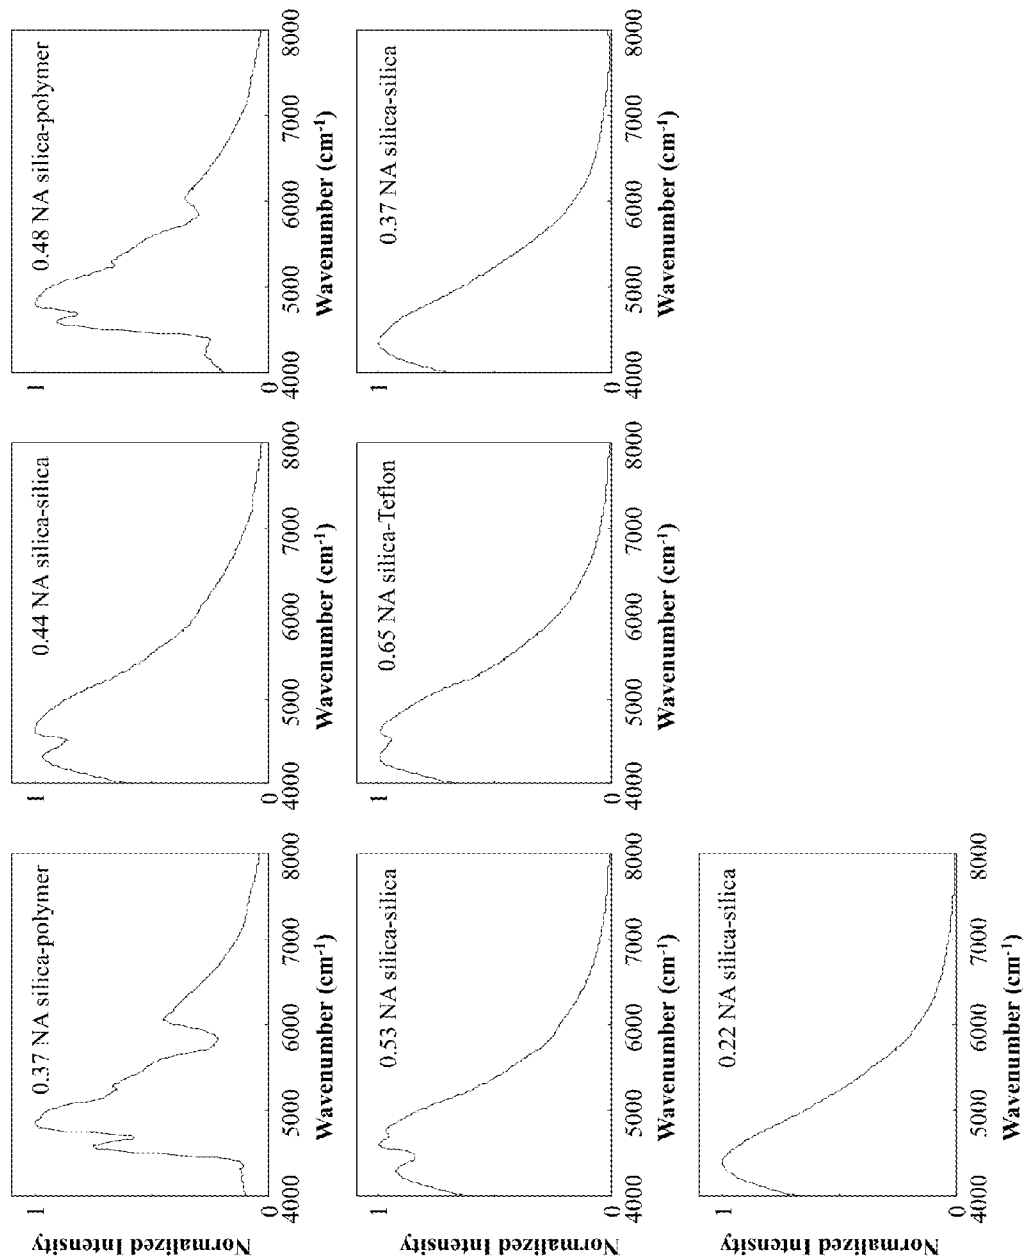 0.37 NA silica-polymer
1
0
4000 5000 6000 7000 8000
Wavenumber (cm-1)
Normalized Intensity
0.44 NA silica-silica
1
0
4000 5000 6000 7000 8000
Wavenumber (cm-1)
0.48 NA silica-polymer
1
0
4000 5000 6000 7000 8000
Wavenumber (cm-1)
0.53 NA silica-silica
1
0
4000 5000 6000 7000 8000
Wavenumber (cm-1)
Normalized Intensity
0.65 NA silica-Teflon
1
0
4000 5000 6000 7000 8000
Wavenumber (cm-1)
0.37 NA silica-silica
1
0
4000 5000 6000 7000 8000
Wavenumber (cm-1)
0.22 NA silica-silica
1
0
4000 5000 6000 7000 8000
Wavenumber (cm-1)
Normalized Intensity